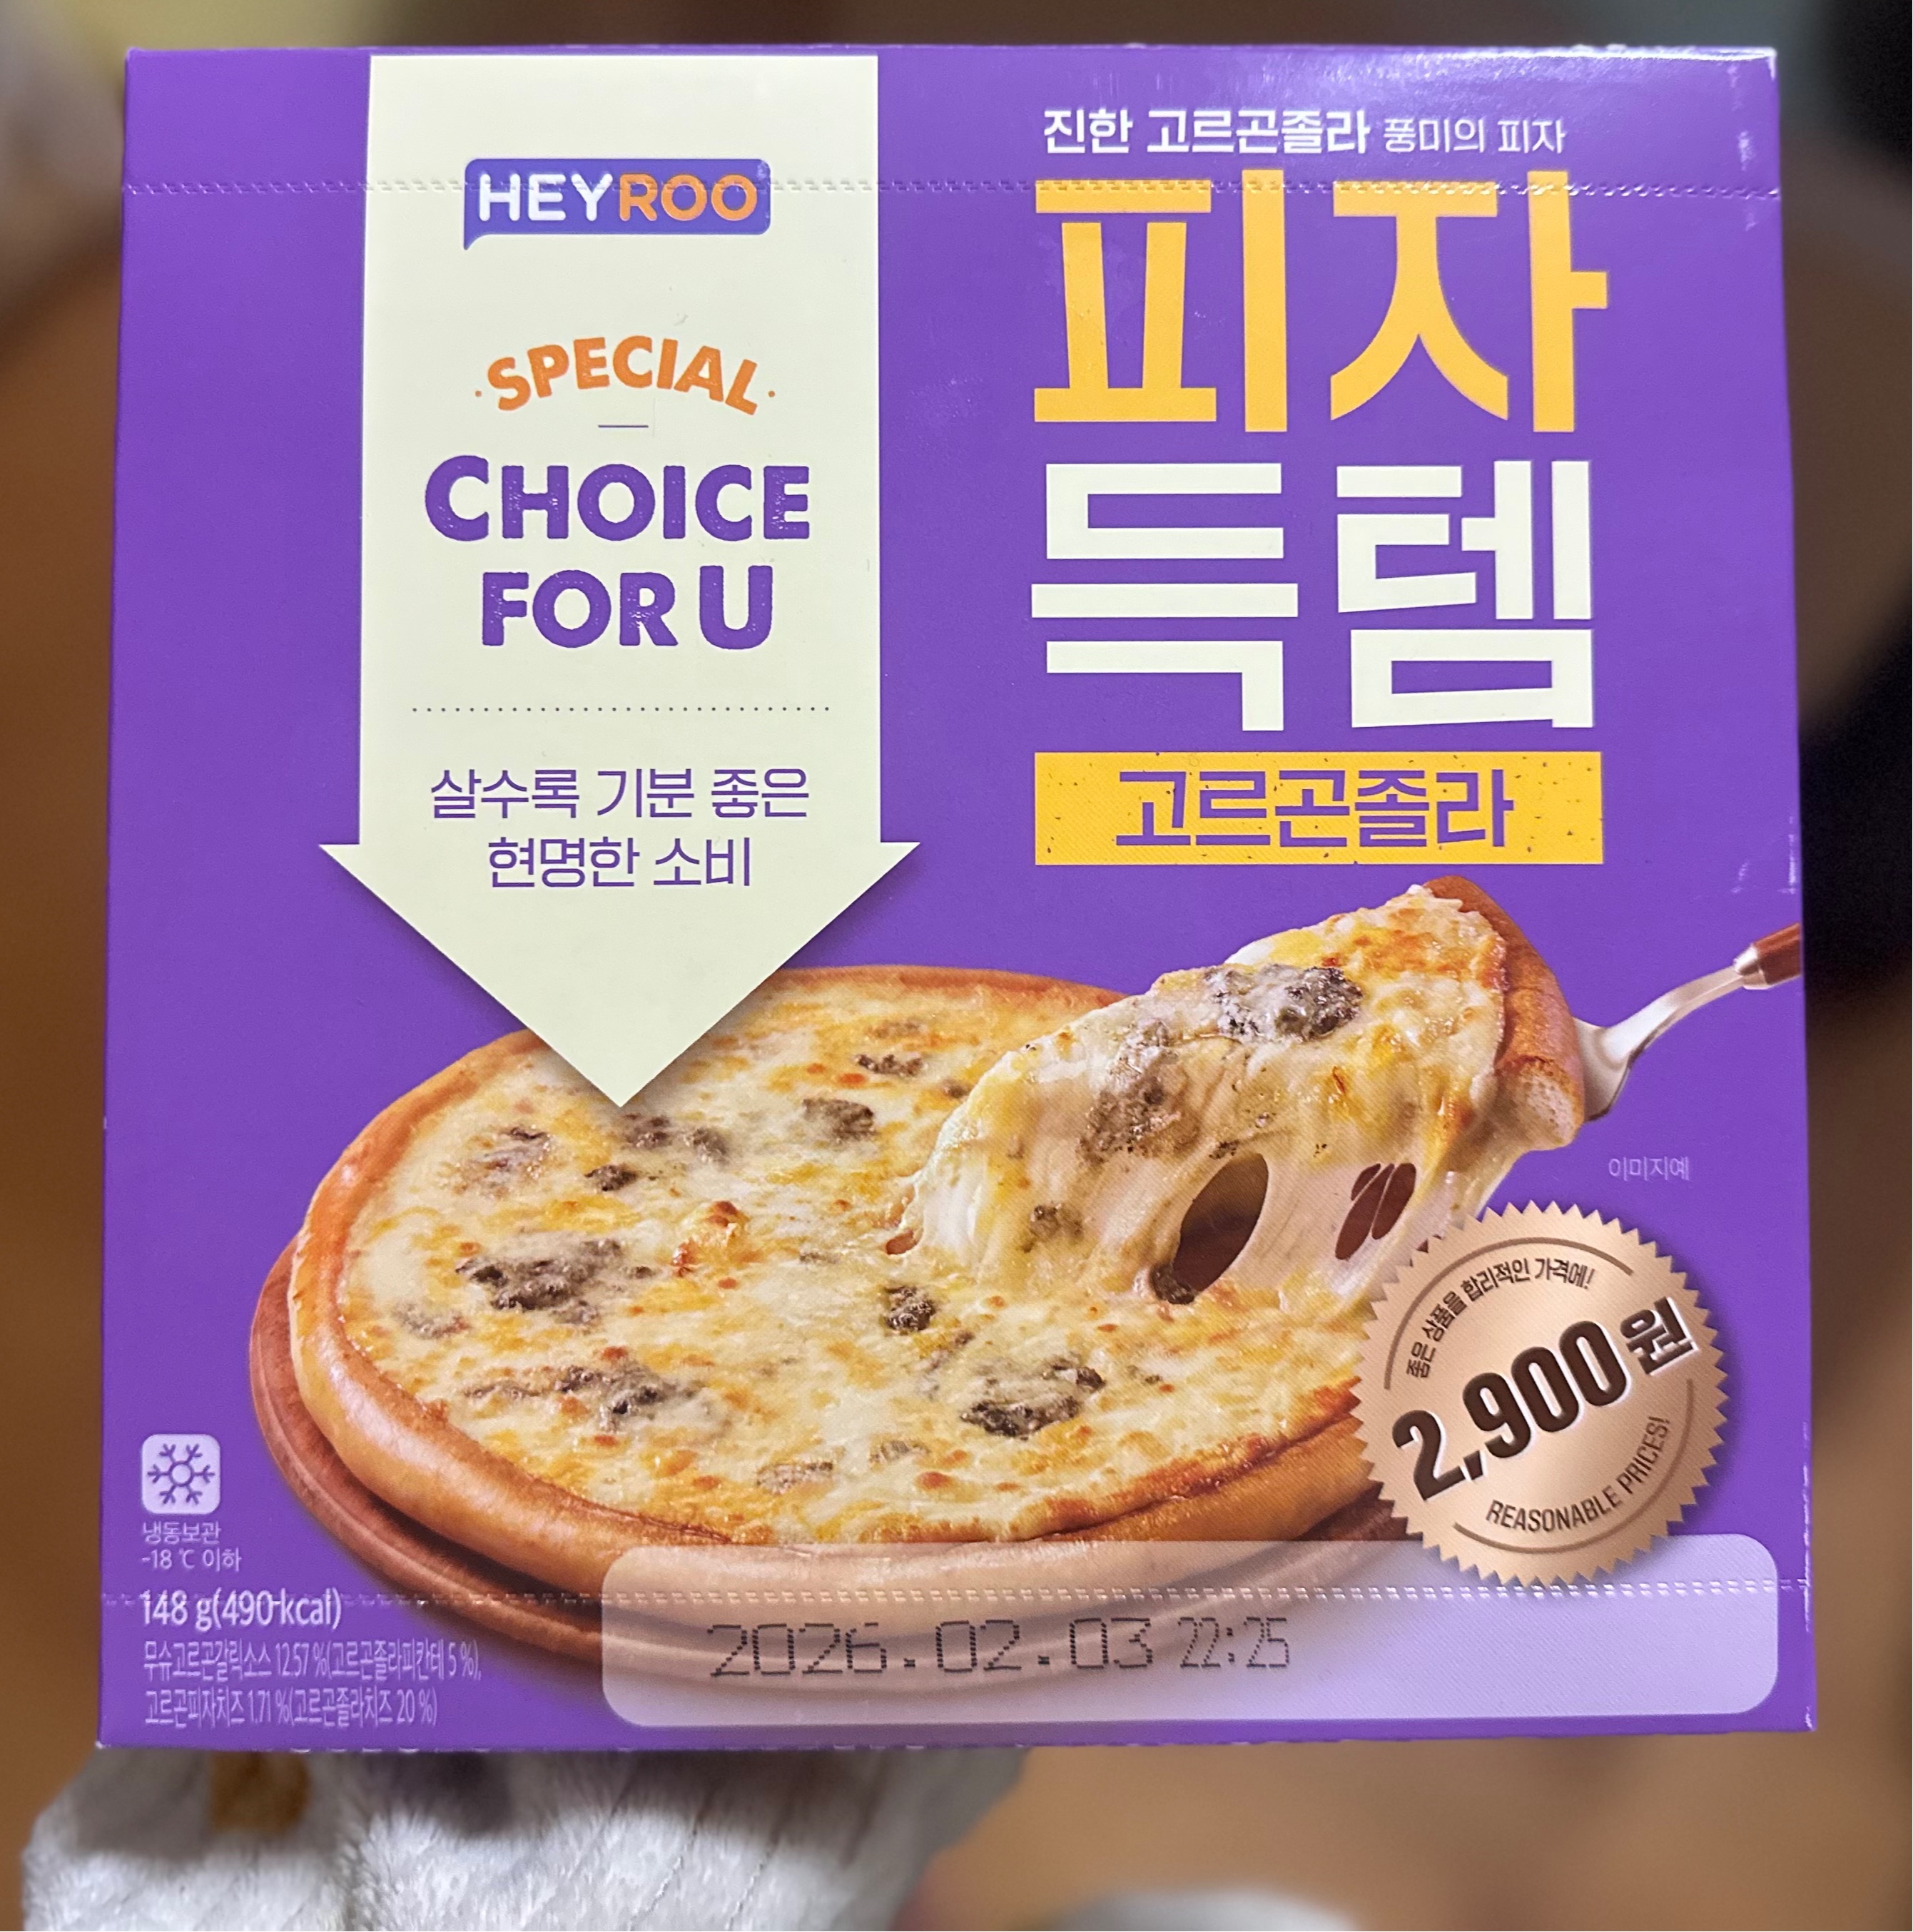 HEYROO
SPECIAL
CHOICE
FOR U
살수록 기분 좋은
현명한 소비
진한 고르곤졸라 풍미의 피자
피자
득템
고르곤졸라
이미지예
좋은 상품을 합리적인 가격에!
2,900원
REASONABLE PRICES!
냉동보관
-18 ℃ 이하
148 g(490 kcal)
무슈고르곤갈릭소스 12.57 %(고르곤졸라피칸테 5 %),
고르곤피자치즈 1.71 %(고르곤졸라치즈 20 %)
2026.02.03 22:25